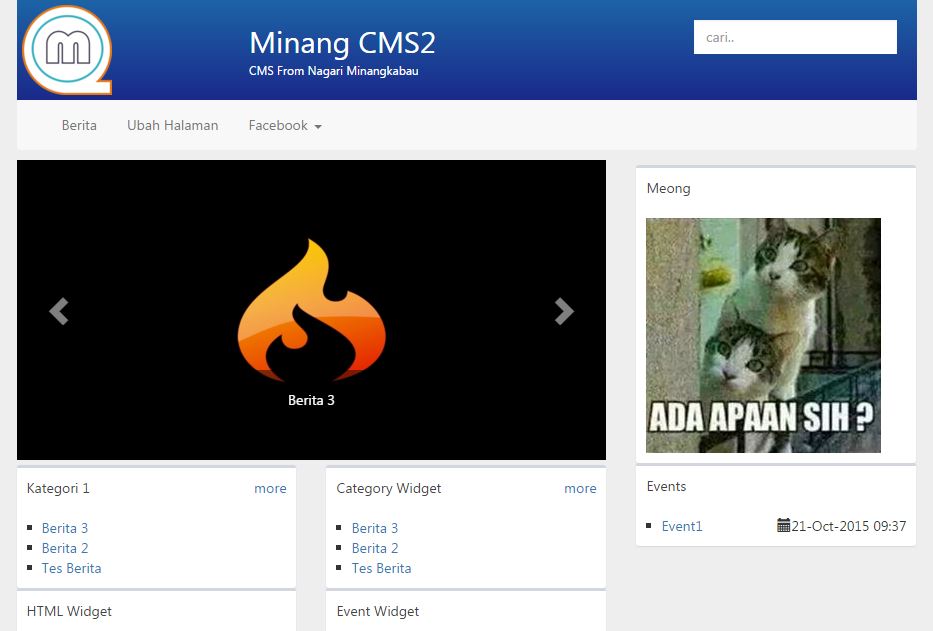 m
Minang CMS2
CMS From Nagari Minangkabau
cari..
Berita
Ubah Halaman
Facebook
Berita 3
Meong
ADA APAAN SIH ?
Kategori 1
more
Berita 3
Berita 2
Tes Berita
Category Widget
more
Berita 3
Berita 2
Tes Berita
Events
Event1
21-Oct-2015 09:37
HTML Widget
Event Widget